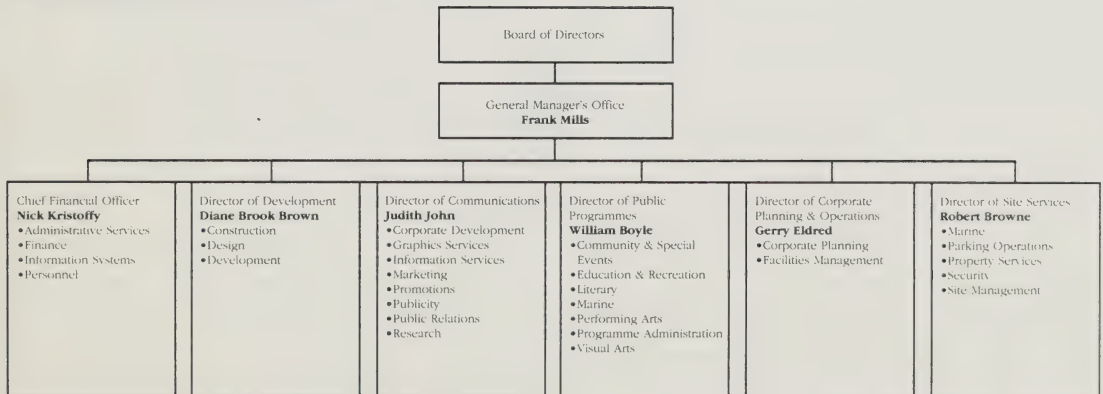 Board of Directors
General Manager's Office
Frank Mills
Chief Financial Officer
Nick Kristoffy
•Administrative Services
•Finance
•Information Systems
•Personnel
Director of Development
Diane Brook Brown
•Construction
•Design
•Development
Director of Communications
Judith John
•Corporate Development
•Graphics Services
•Information Services
•Marketing
•Promotions
•Publicity
•Public Relations
•Research
Director of Public
Programmes
William Boyle
•Community & Special
Events
•Education & Recreation
•Literary
•Marine
•Performing Arts
•Programme Administration
•Visual Arts
Director of Corporate
Planning & Operations
Gerry Eldred
•Corporate Planning
•Facilities Management
Director of Site Services
Robert Browne
•Marine
•Parking Operations
•Property Services
•Security
•Site Management